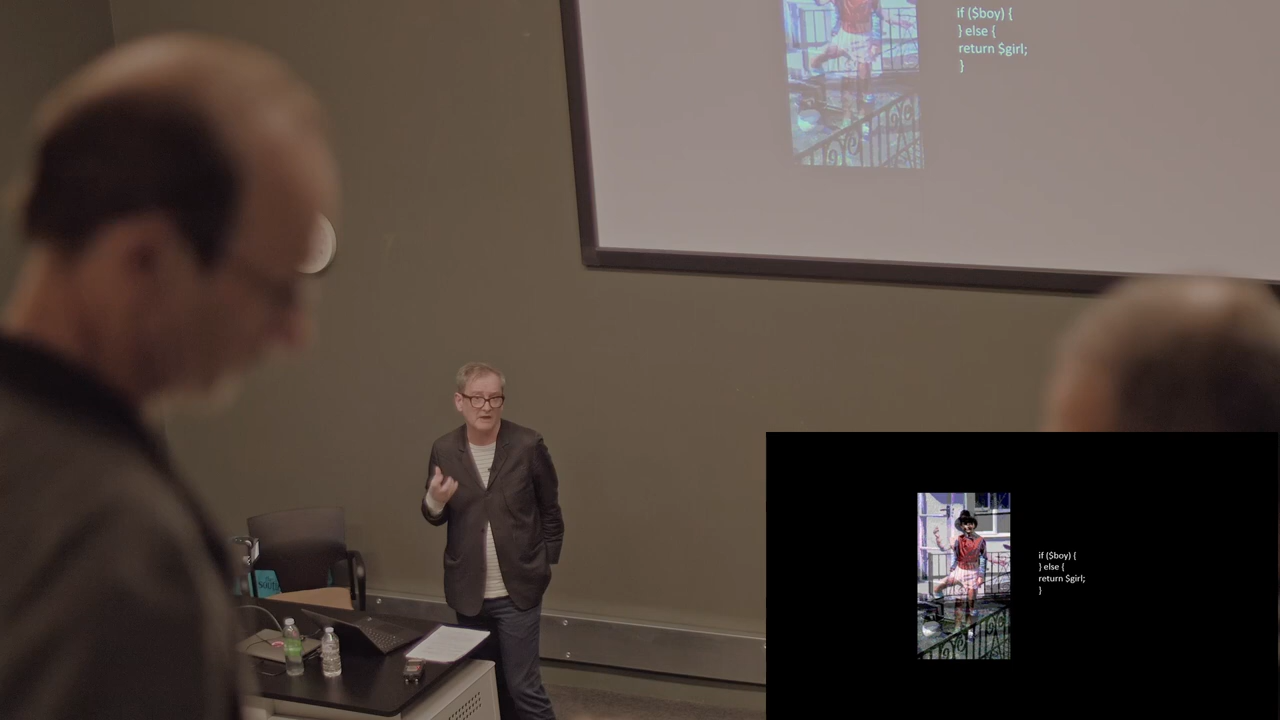 if ($boy) {
} else {
return $girl;
}
if ($boy) {
} else {
return $girl;
}